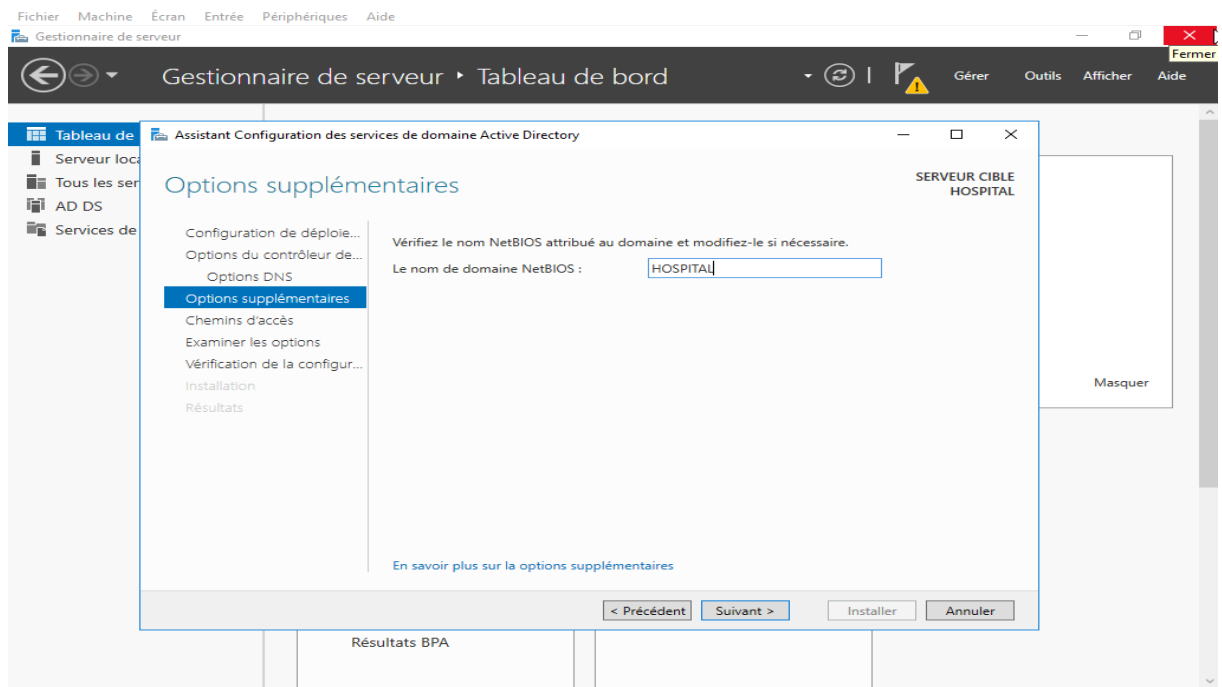 Fichier Machine Écran Entrée Périphériques Aide
Gestionnaire de serveur
Fermer
Gestionnaire de serveur • Tableau de bord
Gérer Outils Afficher Aide
Tableau de
Serveur loca
Tous les ser
AD DS
Services de
Assistant Configuration des services de domaine Active Directory
Options supplémentaires
SERVEUR CIBLE
HOSPITAL
Configuration de déploie...
Options du contrôleur de...
Options DNS
Options supplémentaires
Chemins d'accès
Examiner les options
Vérification de la configur...
Installation
Résultats
Vérifiez le nom NetBIOS attribué au domaine et modifiez-le si nécessaire.
Le nom de domaine NetBIOS : HOSPITAL
En savoir plus sur la options supplémentaires
< Précédent Suivant > Installer Annuler
Masquer
Résultats BPA